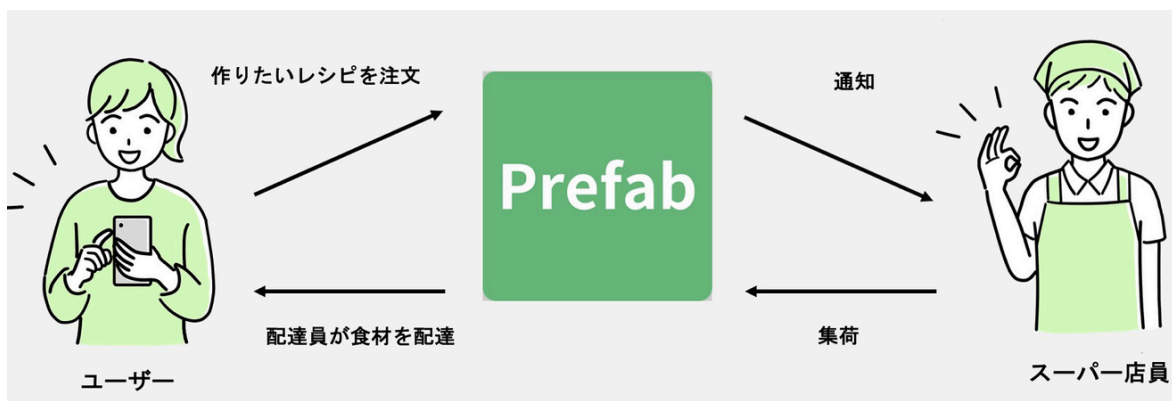 作りたいレシピを注文
通知
Prefab
配達員が食材を配達
集荷
ユーザー
スーパー店員